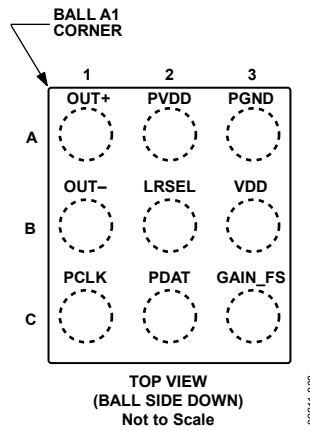 BALL A1
CORNER
1 2 3
OUT+ PVDD PGND
A
OUT– LRSEL VDD
B
PCLK PDAT GAIN_FS
C
TOP VIEW
(BALL SIDE DOWN)
Not to Scale